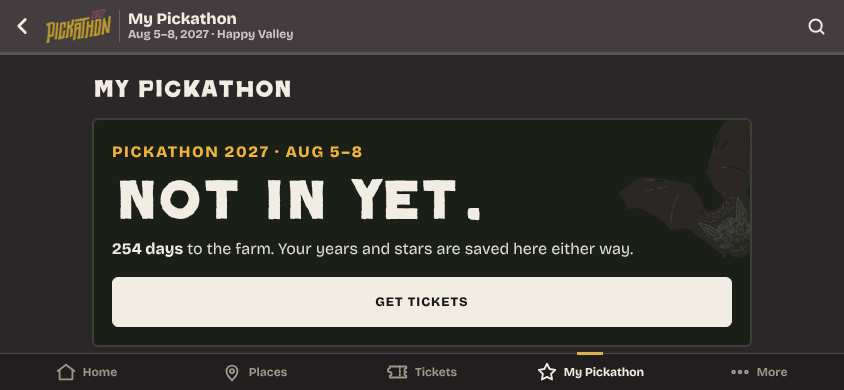 PICKATHON
My Pickathon
Aug 5–8, 2027 · Happy Valley
MY PICKATHON
PICKATHON 2027 · AUG 5–8
NOT IN YET.
254 days to the farm. Your years and stars are saved here either way.
GET TICKETS
Home
Places
Tickets
My Pickathon
More